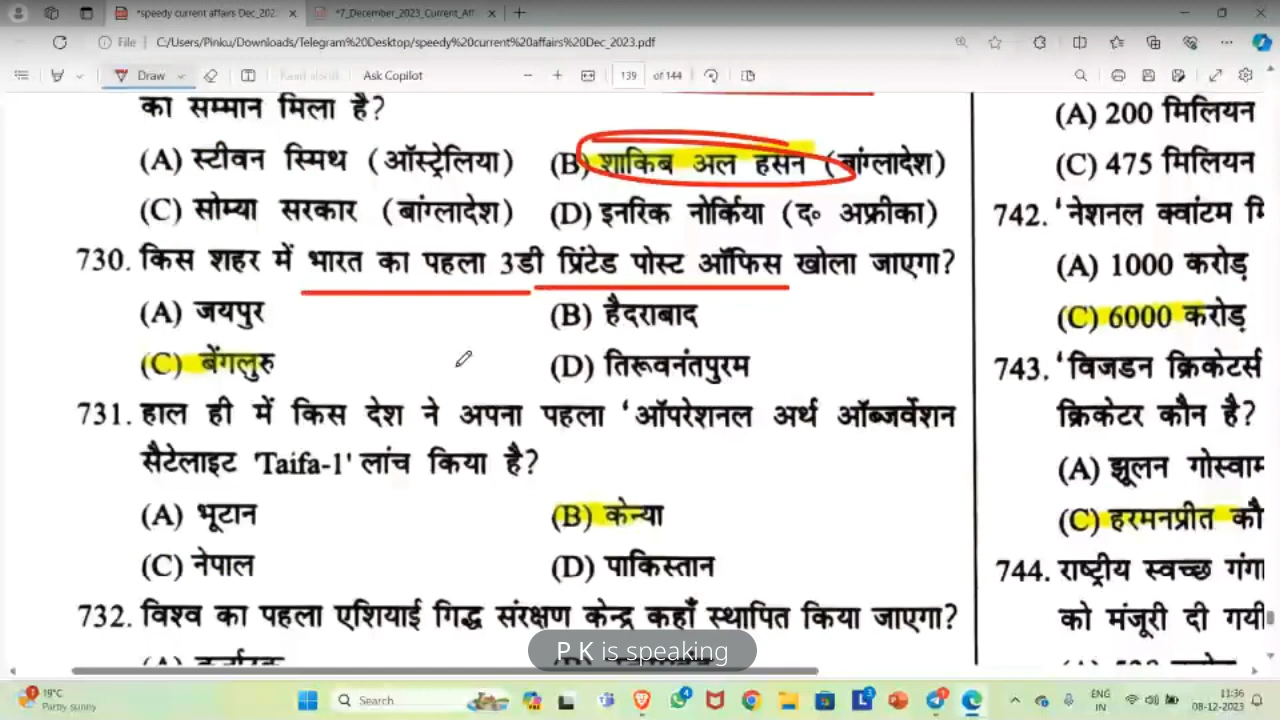 *speedy current affairs Dec_202
*7_December_2023_Current_Aff
File C:/Users/Pinku/Downloads/Telegram%20Desktop/speedy%20current%20affairs%20Dec_2023.pdf
Draw Read aloud Ask Copilot 139 of 144
का सम्मान मिला है?
(A) स्टीवन स्मिथ (ऑस्ट्रेलिया) (B) शाकिब अल हसन (बांग्लादेश)
(C) सोम्या सरकार (बांग्लादेश) (D) इनरिक नोर्किया (द॰ अफ्रीका)
730. किस शहर में भारत का पहला 3डी प्रिंटेड पोस्ट ऑफिस खोला जाएगा?
(A) जयपुर (B) हैदराबाद
(C) बेंगलुरु (D) तिरूवनंतपुरम
731. हाल ही में किस देश ने अपना पहला 'ऑपरेशनल अर्थ ऑब्जर्वेशन
सैटेलाइट 'Taifa-1' लांच किया है?
(A) भूटान (B) केन्या
(C) नेपाल (D) पाकिस्तान
732. विश्व का पहला एशियाई गिद्ध संरक्षण केन्द्र कहाँ स्थापित किया जाएगा?
(A) 200 मिलियन
(C) 475 मिलियन
742. 'नेशनल क्वांटम मि
(A) 1000 करोड़
(C) 6000 करोड़
743. 'विजडन क्रिकेटर्स
क्रिकेटर कौन है?
(A) झूलन गोस्वाम
(C) हरमनप्रीत कौ
744. राष्ट्रीय स्वच्छ गंगा
को मंजूरी दी गयी
P K is speaking
19°C
Partly sunny
Search
ENG
IN
11:36
08-12-2023